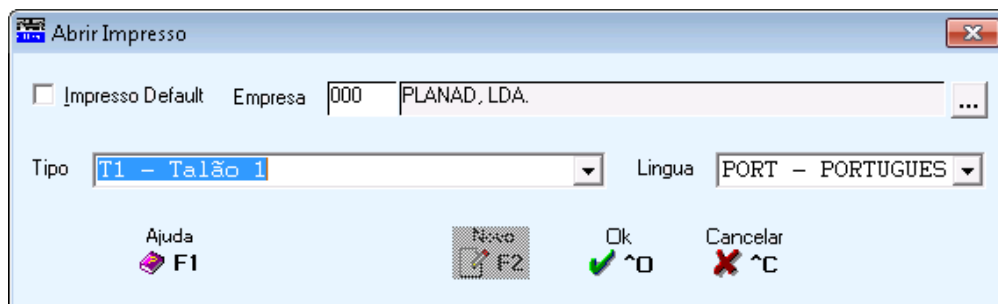 Abrir Impresso
Impresso Default Empresa 000 PLANAD, LDA. ...
Tipo T1 - Talão 1 Lingua PORT - PORTUGUES
Ajuda Novo Ok Cancelar
F1 F2 ^O ^C